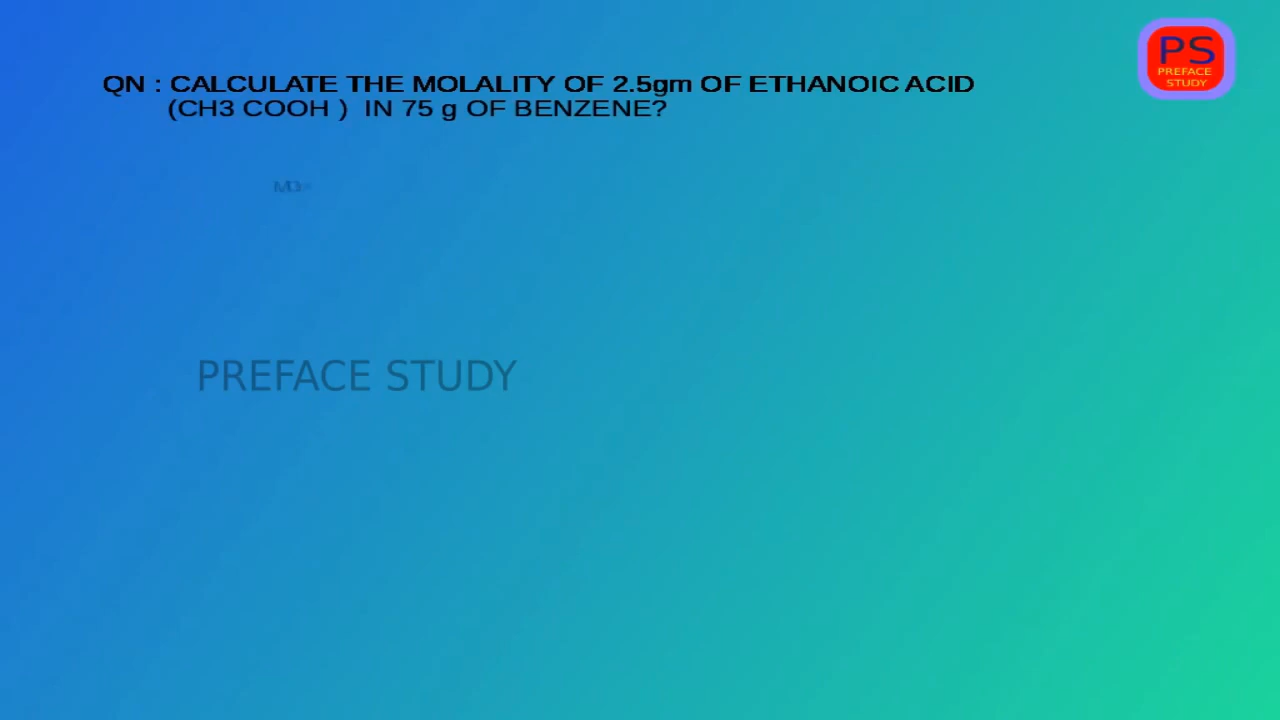 PS
PREFACE
STUDY
QN : CALCULATE THE MOLALITY OF 2.5gm OF ETHANOIC ACID
(CH3 COOH ) IN 75 g OF BENZENE?
PREFACE STUDY